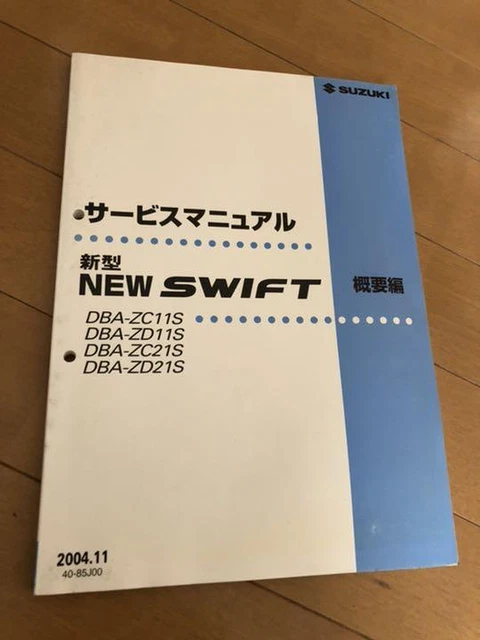 SUZUKI
サービスマニュアル
新型
NEW SWIFT
概要編
DBA-ZC11S
DBA-ZD11S
DBA-ZC21S
DBA-ZD21S
2004.11
40-85J00